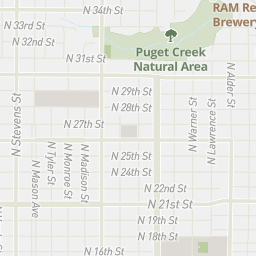 N 34th St
RAM Re
Brewery
N 33rd St
N 32nd St
N 31st St
Puget Creek
Natural Area
N Alder St
N 29th St
N 28th St
N Stevens St
N 27th St
N Warner St
N Lawrence St
N Tyler St
N Monroe St
N Madison St
N 25th St
N 24th St
N Mason Ave
N 22nd St
N 21st St
N 19th St
N 18th St
N 16th St